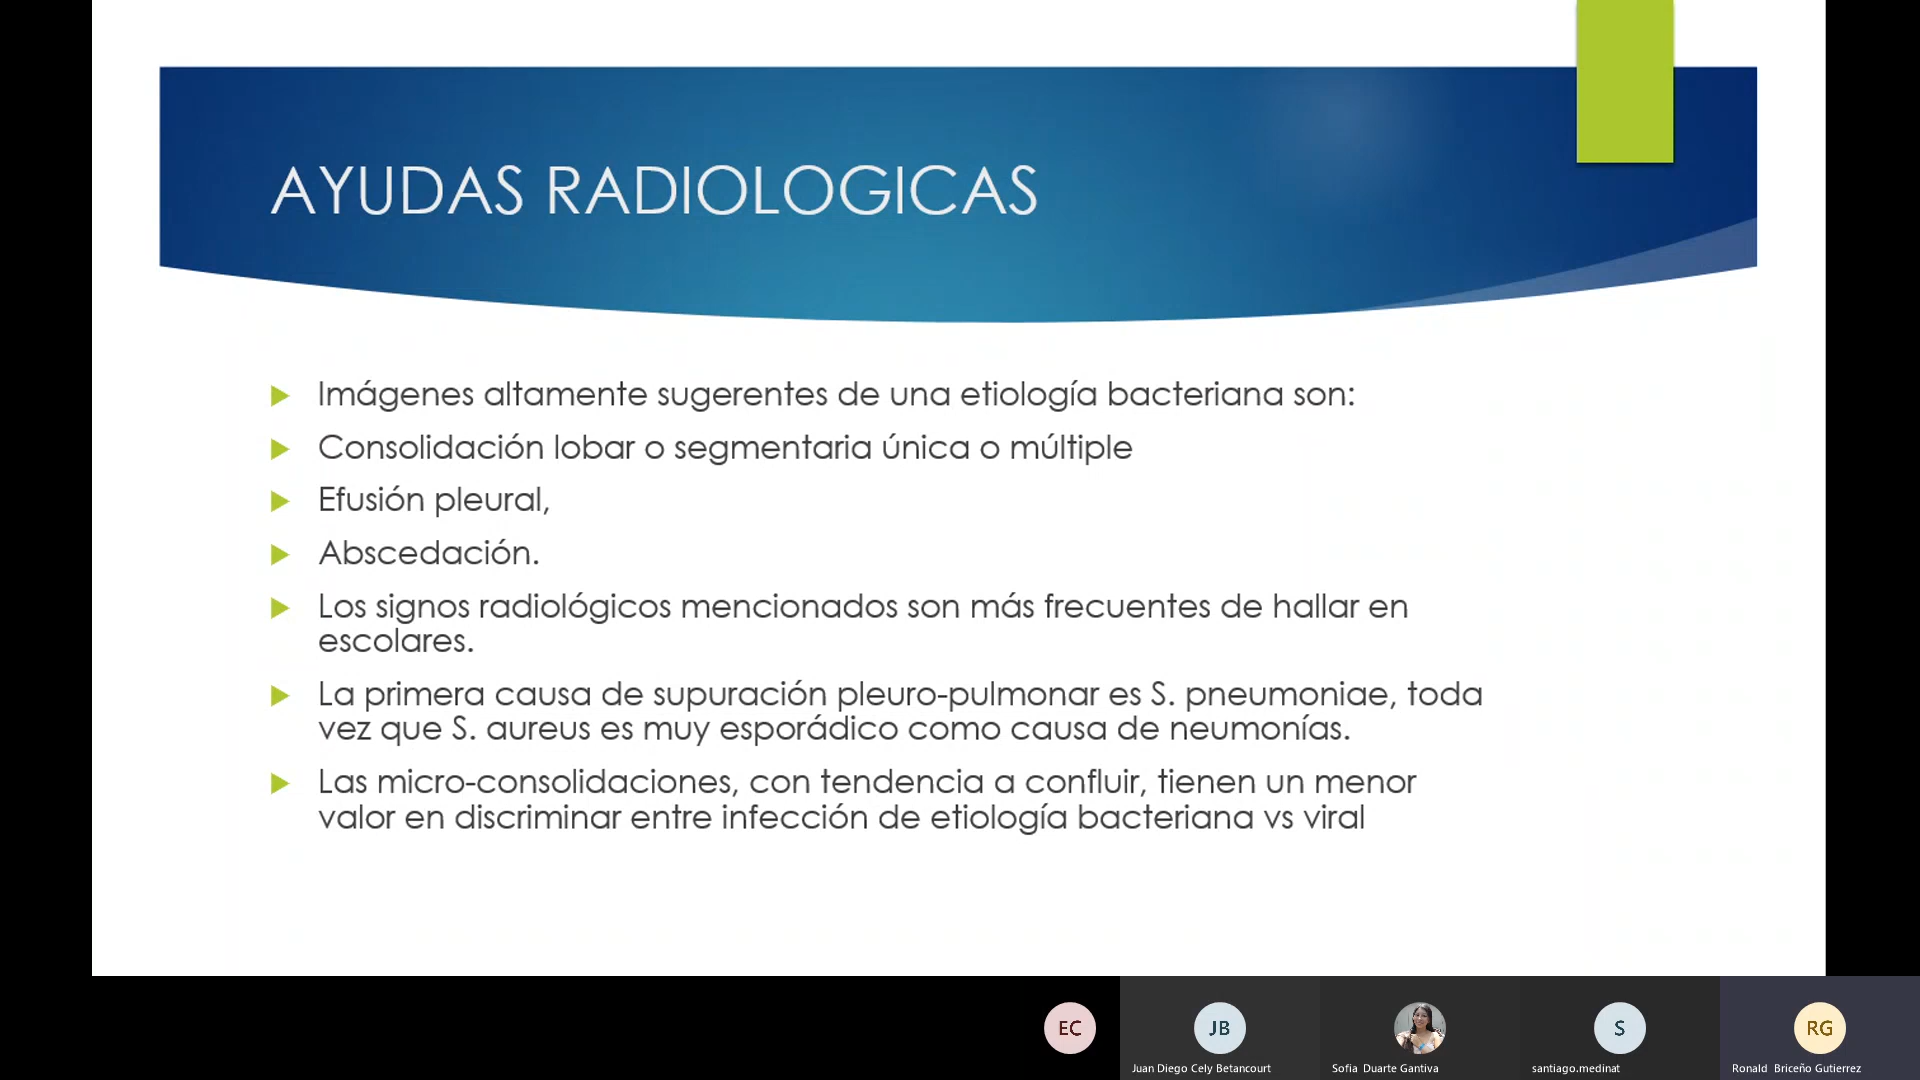 AYUDAS RADIOLOGICAS
Imágenes altamente sugerentes de una etiología bacteriana son:
Consolidación lobar o segmentaria única o múltiple
Efusión pleural,
Abscedación.
Los signos radiológicos mencionados son más frecuentes de hallar en
escolares.
La primera causa de supuración pleuro-pulmonar es S. pneumoniae, toda
vez que S. aureus es muy esporádico como causa de neumonías.
Las micro-consolidaciones, con tendencia a confluir, tienen un menor
valor en discriminar entre infección de etiología bacteriana vs viral
EC
JB
S
RG
Juan Diego Cely Betancourt
Sofia Duarte Gantiva
santiago.medinat
Ronald Briceño Gutierrez